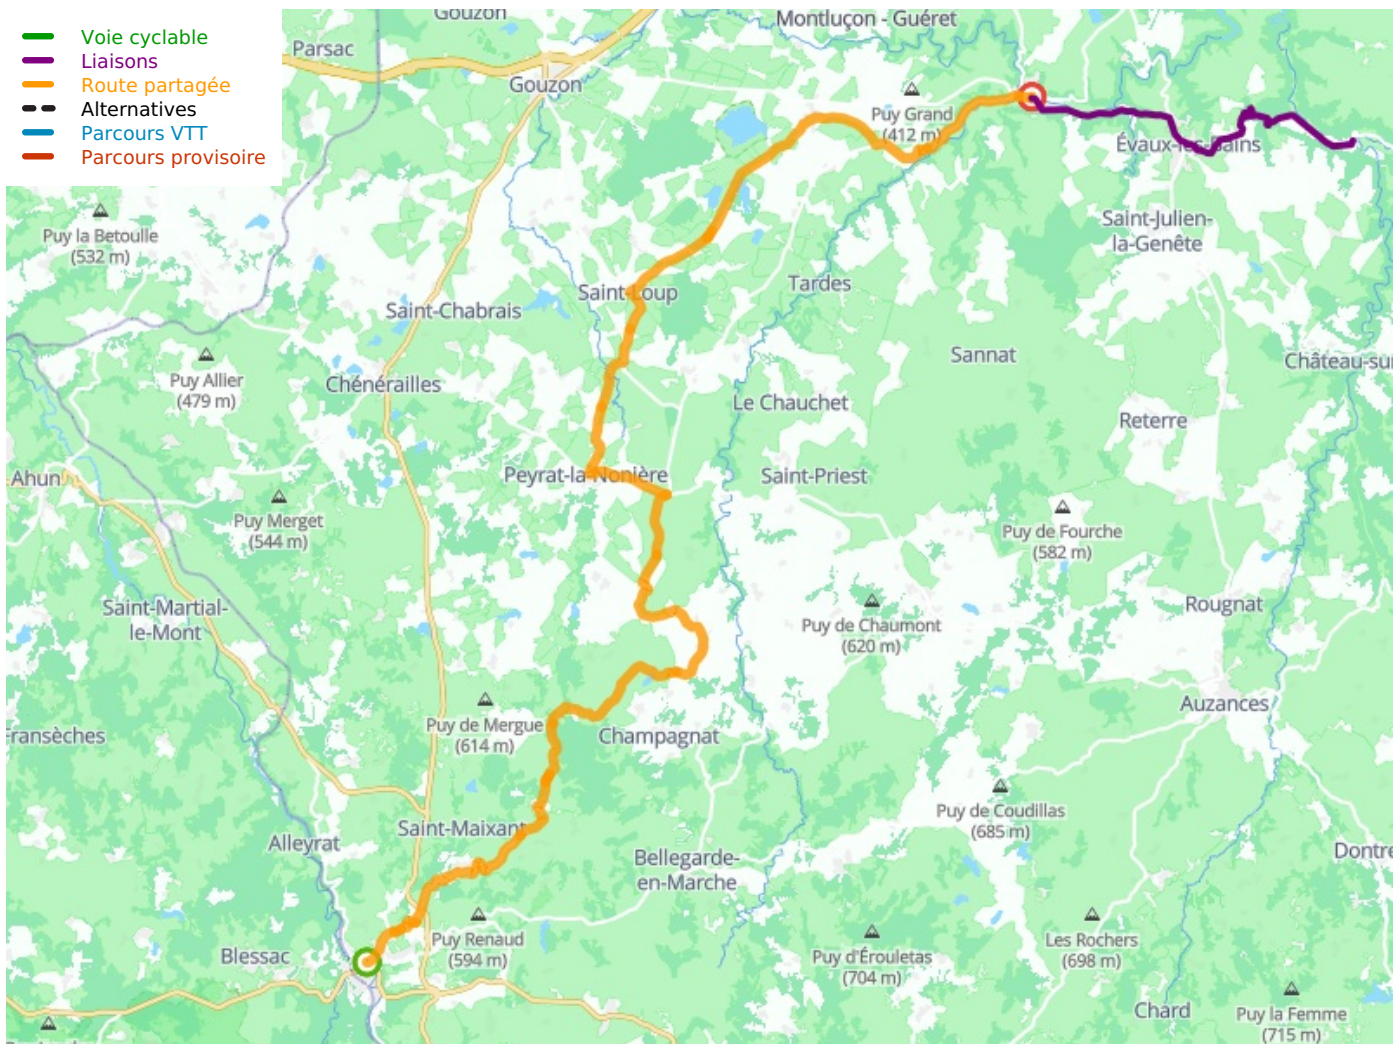 Voie cyclable
Liaisons
Route partagée
Alternatives
Parcours VTT
Parcours provisoire
Gouzon
Montluçon - Guéret
Parsac
Gouzon
Puy Grand
(412 m)
Évaux-les-Bains
Puy la Betoulle
(532 m)
Saint-Julien-
la-Genête
Tardes
Saint-Loup
Saint-Chabrais
Sannat
Château-sur
Puy Allier
(479 m)
Chénérailles
Le Chauchet
Reterre
Ahun
Peyrat-la-Nonière
Saint-Priest
Puy Merget
(544 m)
Puy de Fourche
(582 m)
Saint-Martial-
le-Mont
Rougnat
Puy de Chaumont
(620 m)
Auzances
Fransèches
Puy de Mergue
(614 m)
Champagnat
Puy de Coudillas
(685 m)
Saint-Maixant
Alleyrat
Bellegarde-
en-Marche
Dontre
Blessac
Puy Renaud
(594 m)
Puy d'Érouletas
(704 m)
Les Rochers
(698 m)
Chard
Puy la Femme
(715 m)